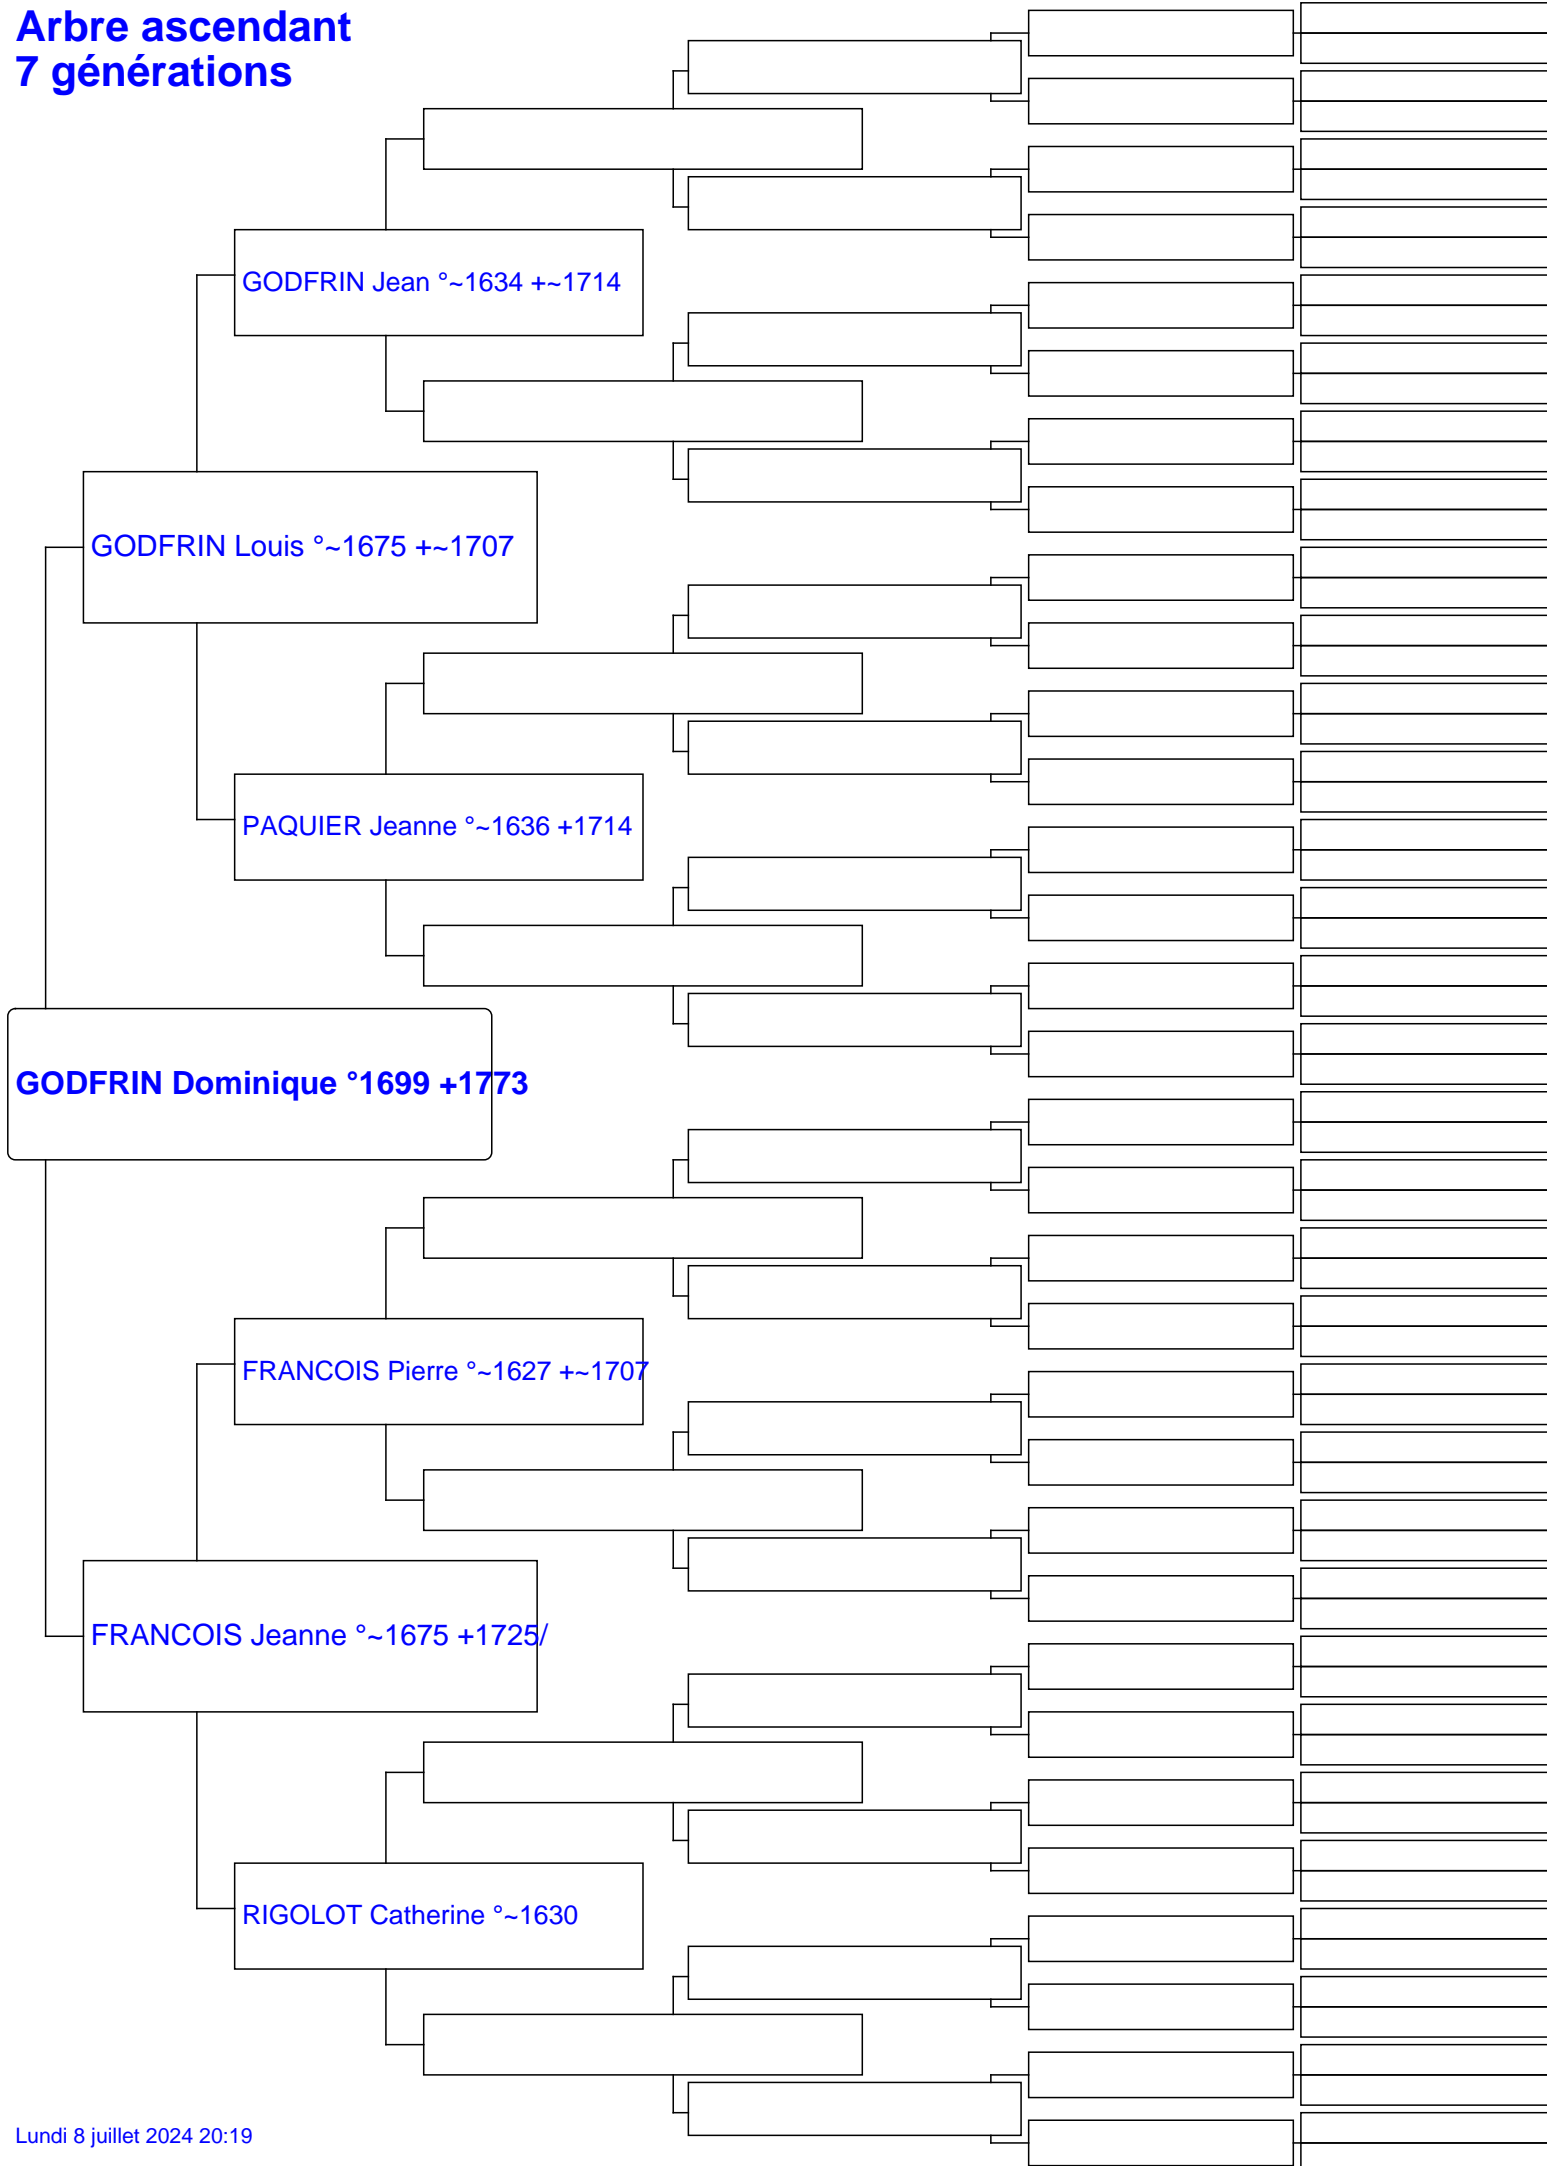 Arbre ascendant
7 générations
GODFRIN Jean °~1634 +~1714
GODFRIN Louis °~1675 +~1707
PAQUIER Jeanne °~1636 +1714
GODFRIN Dominique °1699 +1773
FRANCOIS Pierre °~1627 +~1707
FRANCOIS Jeanne °~1675 +1725/
RIGOLOT Catherine °~1630
Lundi 8 juillet 2024 20:19